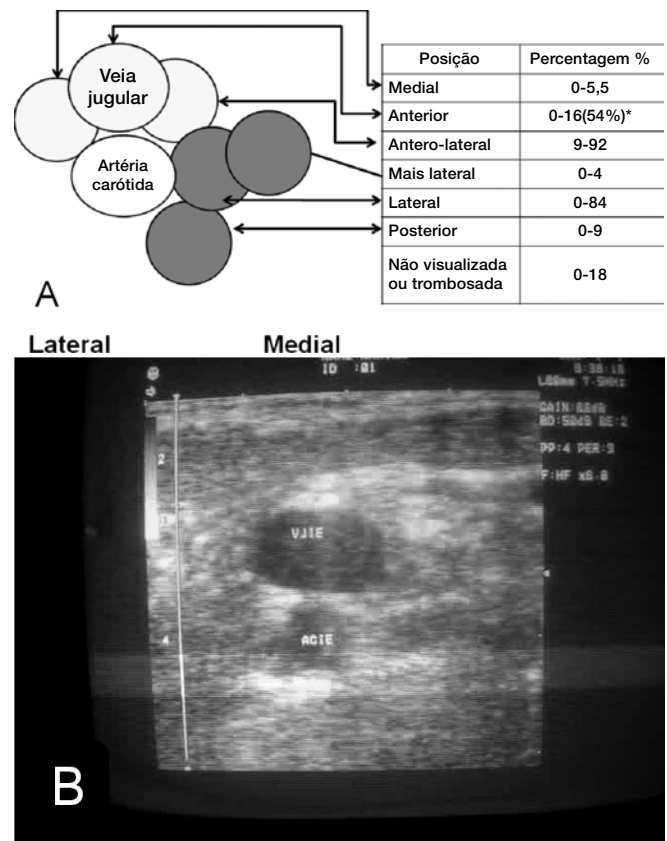 Veia
jugular
Artéria
carótida
A
Posição Percentagem %
Medial 0-5,5
Anterior 0-16(54%)*
Antero-lateral 9-92
Mais lateral 0-4
Lateral 0-84
Posterior 0-9
Não visualizada
ou trombosada 0-18
Lateral Medial
ID :01
2
VJIE
4
ACIE
B